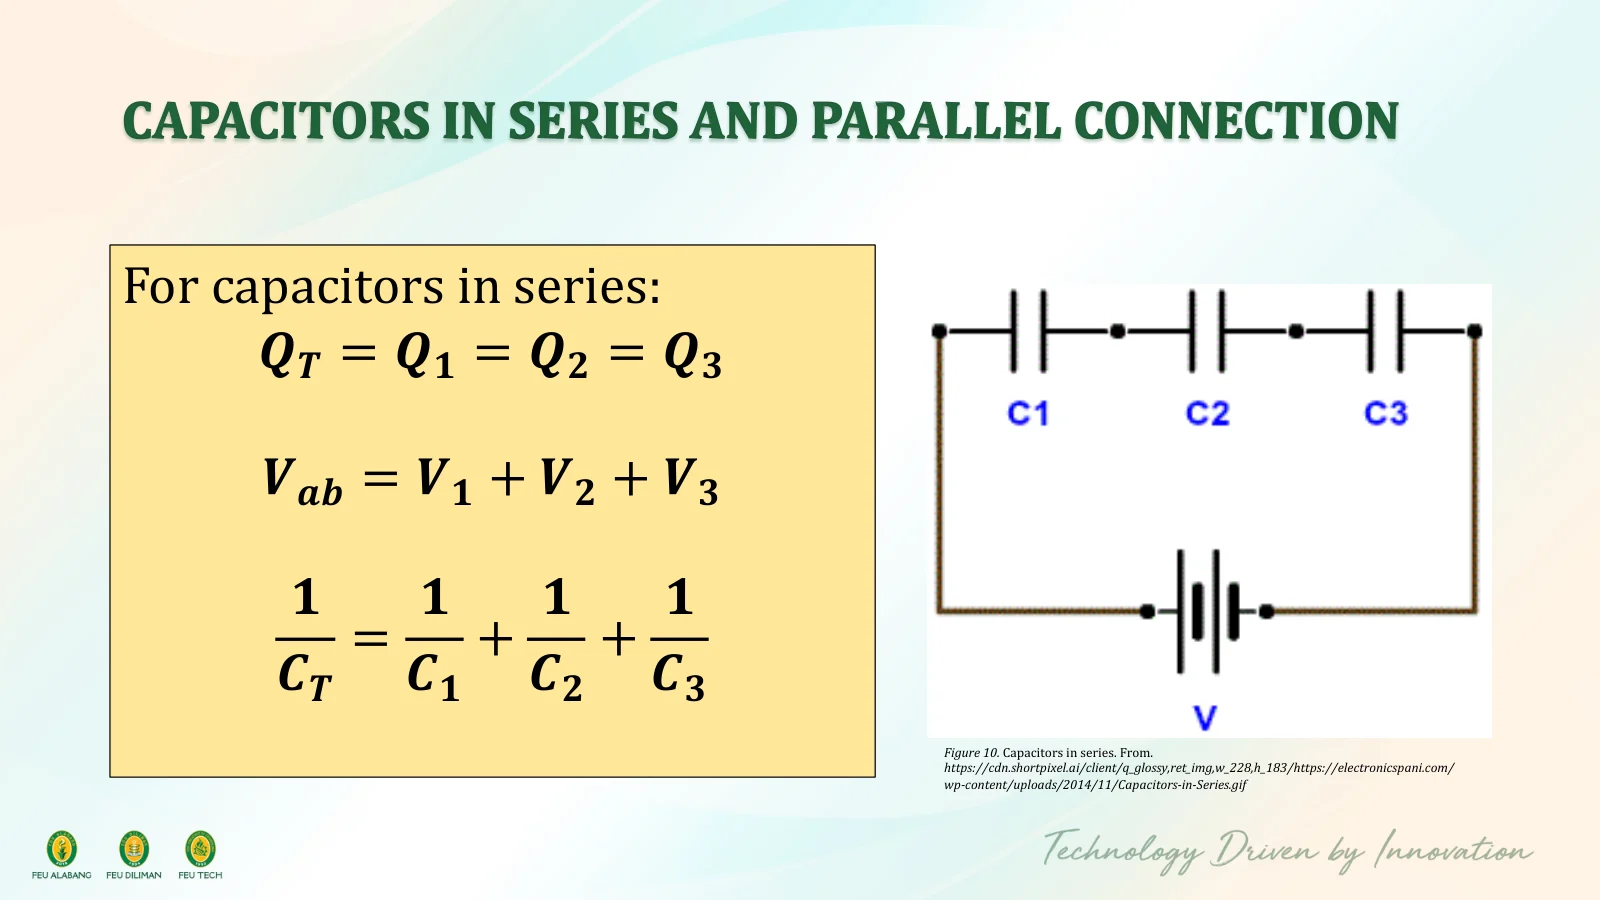 CAPACITORS IN SERIES AND PARALLEL CONNECTION
For capacitors in series:
Q_T = Q_1 = Q_2 = Q_3
V_ab = V_1 + V_2 + V_3
1/C_T = 1/C_1 + 1/C_2 + 1/C_3
C1 C2 C3
V
Figure 10. Capacitors in series. From.
https://cdn.shortpixel.ai/client/q_glossy,ret_img,w_228,h_183/https://electronicspani.com/
wp-content/uploads/2014/11/Capacitors-in-Series.gif
FEU ALABANG FEU DILIMAN FEU TECH
Technology Driven by Innovation